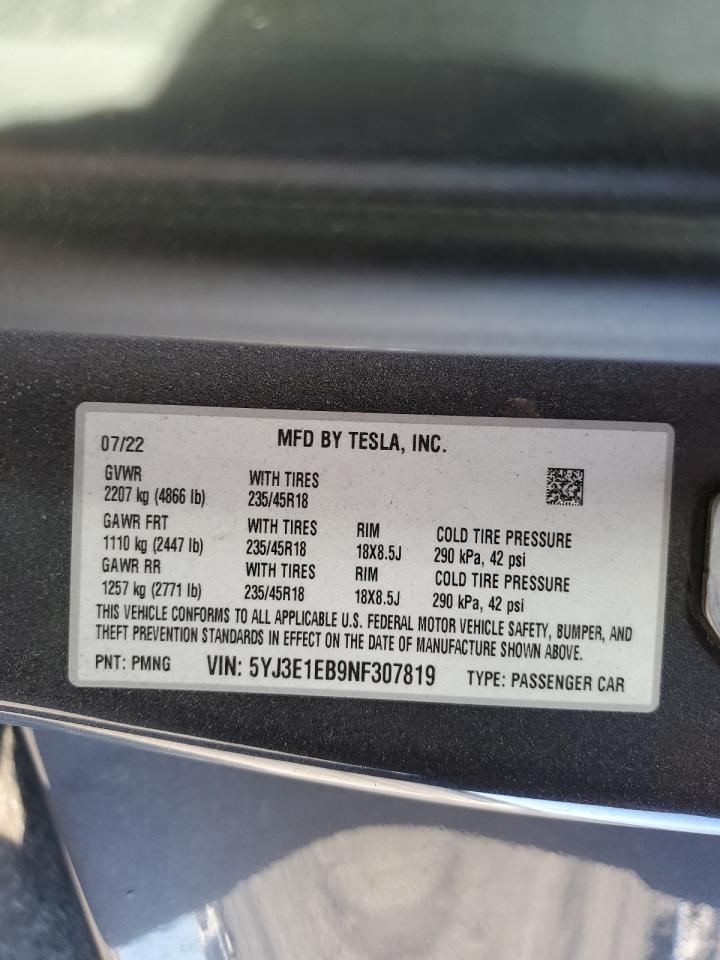 07/22 MFD BY TESLA, INC.
GVWR WITH TIRES
2207 kg (4866 lb) 235/45R18
GAWR FRT WITH TIRES RIM COLD TIRE PRESSURE
1110 kg (2447 lb) 235/45R18 18X8.5J 290 kPa, 42 psi
GAWR RR WITH TIRES RIM COLD TIRE PRESSURE
1257 kg (2771 lb) 235/45R18 18X8.5J 290 kPa, 42 psi
THIS VEHICLE CONFORMS TO ALL APPLICABLE U.S. FEDERAL MOTOR VEHICLE SAFETY, BUMPER, AND
THEFT PREVENTION STANDARDS IN EFFECT ON THE DATE OF MANUFACTURE SHOWN ABOVE.
PNT: PMNG VIN: 5YJ3E1EB9NF307819 TYPE: PASSENGER CAR